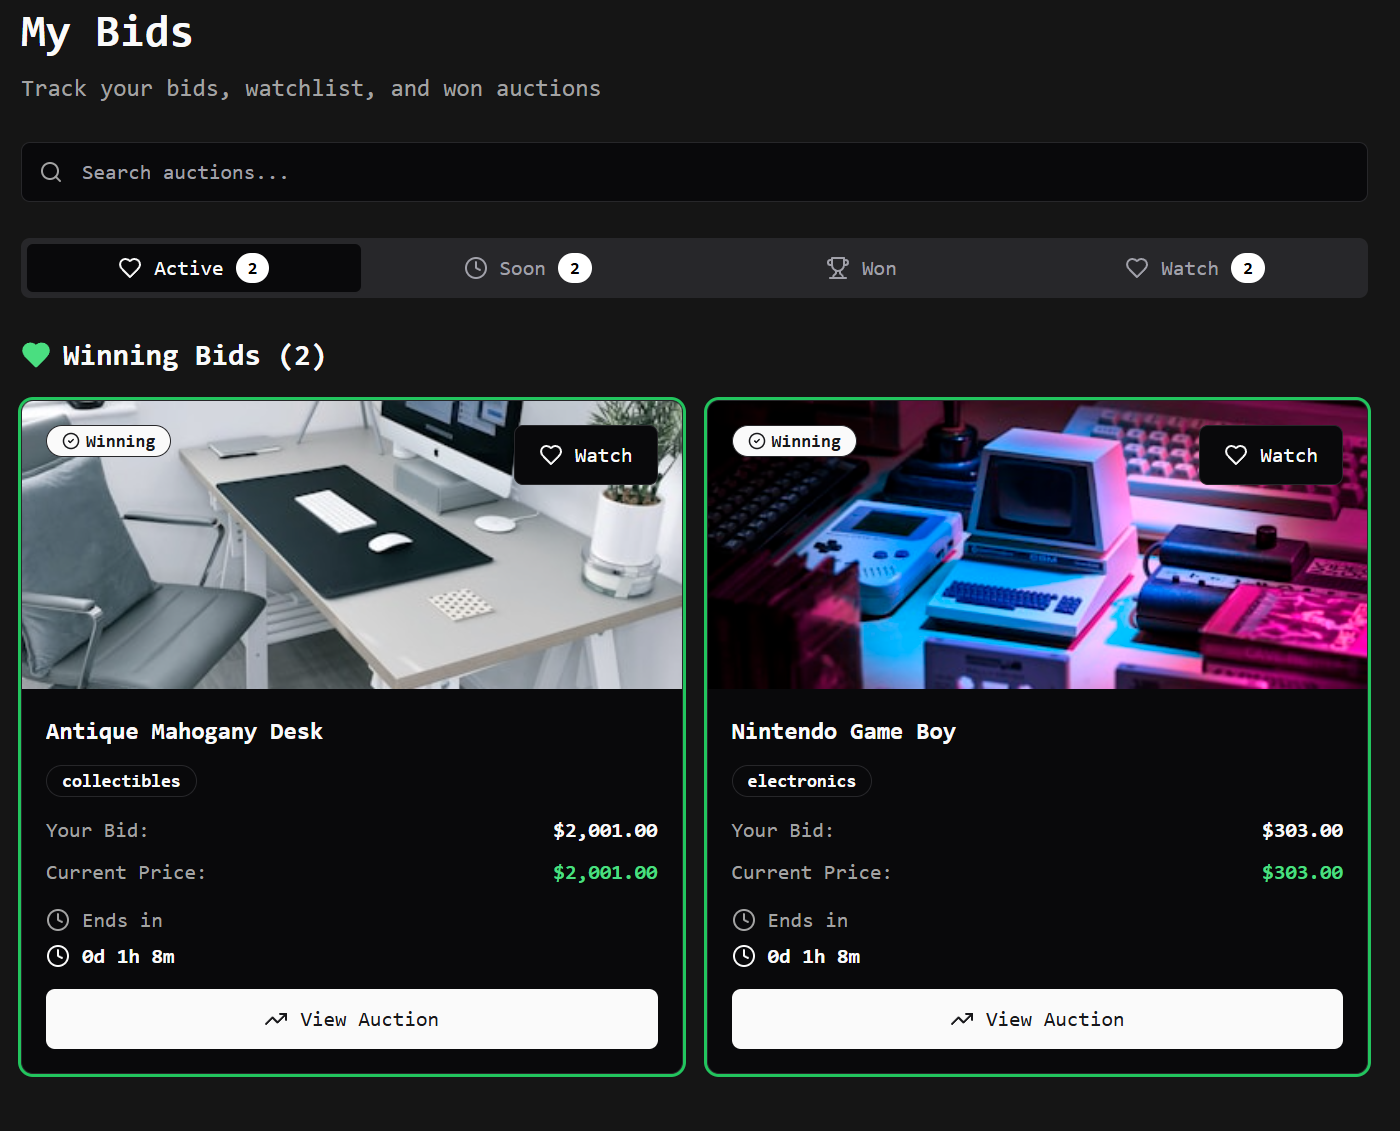 My Bids
Track your bids, watchlist, and won auctions
Search auctions...
Active 2
Soon 2
Won
Watch 2
Winning Bids (2)
Winning
Watch
Antique Mahogany Desk
collectibles
Your Bid: $2,001.00
Current Price: $2,001.00
Ends in
0d 1h 8m
View Auction
Winning
Watch
Nintendo Game Boy
electronics
Your Bid: $303.00
Current Price: $303.00
Ends in
0d 1h 8m
View Auction